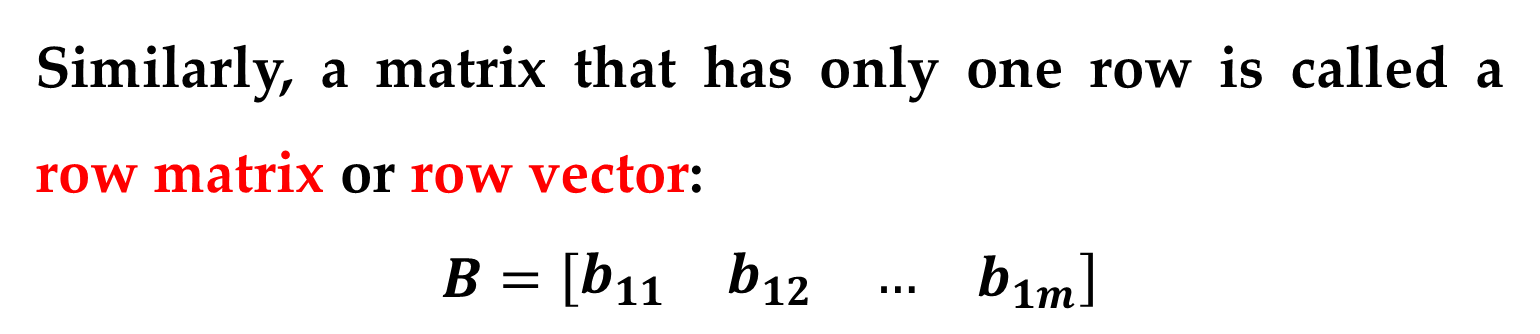 Similarly, a matrix that has only one row is called a
row matrix or row vector:
B = [b₁₁ b₁₂ … b₁ₘ]